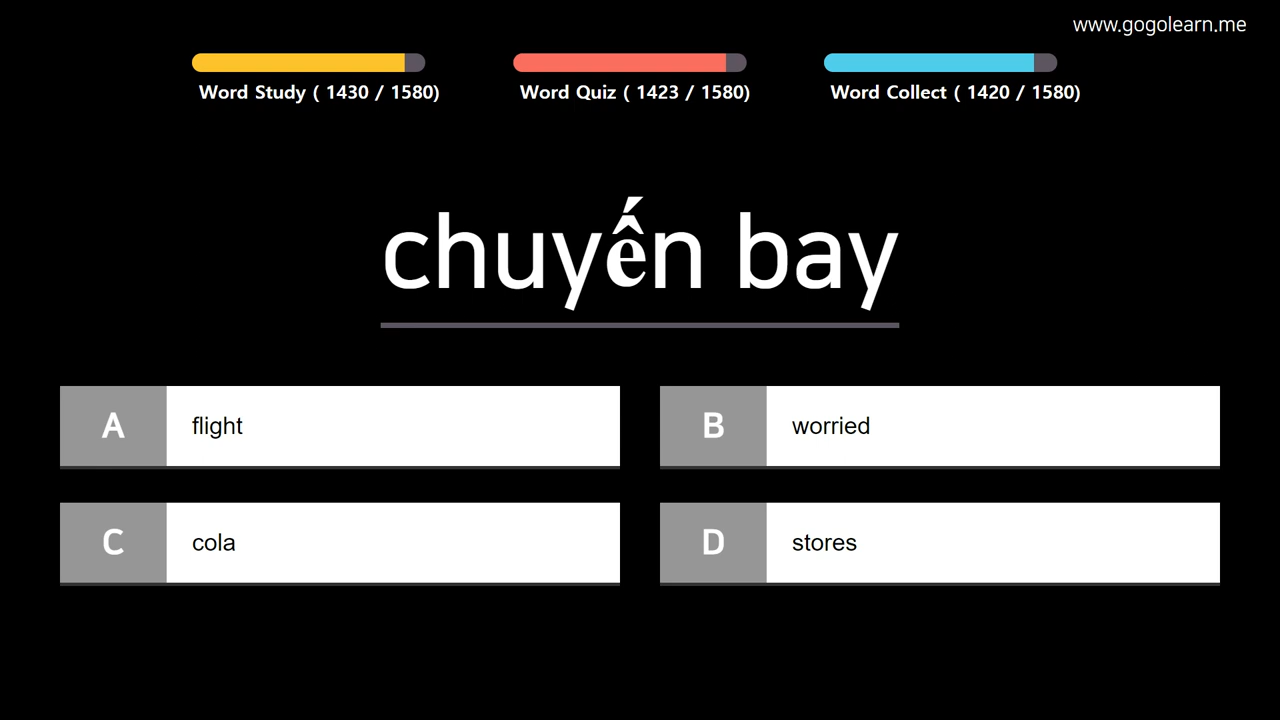 www.gogolearn.me
Word Study ( 1430 / 1580)
Word Quiz ( 1423 / 1580)
Word Collect ( 1420 / 1580)
chuyến bay
A flight
B worried
C cola
D stores